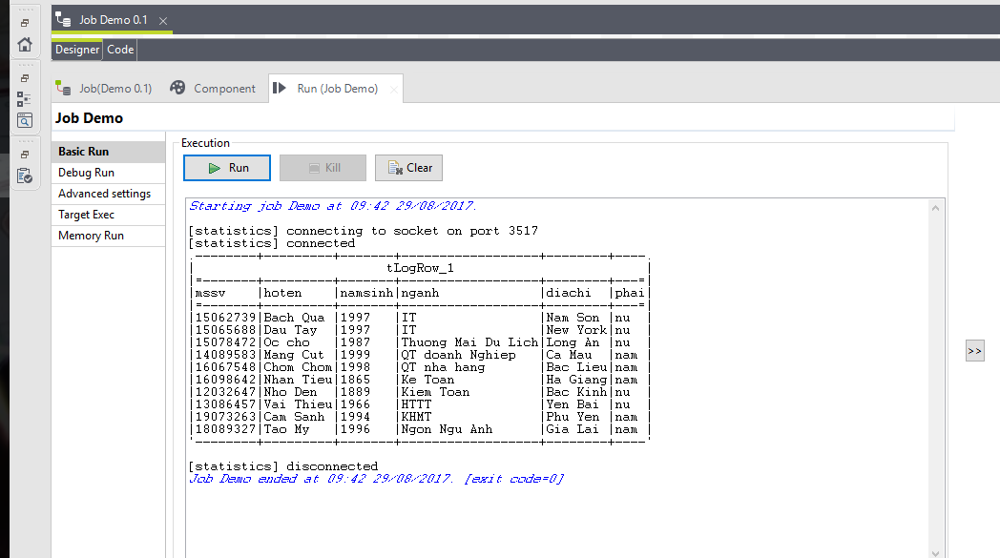 Job Demo 0.1
Designer Code
Job(Demo 0.1) Component Run (Job Demo)
Job Demo
Basic Run
Debug Run
Advanced settings
Target Exec
Memory Run
Execution
Run Kill Clear
Starting job Demo at 09:42 29/08/2017.
[statistics] connecting to socket on port 3517
[statistics] connected
.--------+----------+-------+------------------+--------+----.
| tLogRow_1 |
|=-------+----------+-------+------------------+--------+---=|
|mssv |hoten |namsinh|nganh |diachi |phai|
|=-------+----------+-------+------------------+--------+---=|
|15062739|Bach Qua |1997 |IT |Nam Son |nu |
|15065688|Dau Tay |1997 |IT |New York|nu |
|15078472|Oc cho |1987 |Thuong Mai Du Lich|Long An |nu |
|14089583|Mang Cut |1999 |QT doanh Nghiep |Ca Mau |nam |
|16067548|Chom Chom|1998 |QT nha hang |Bac Lieu|nam |
|16098642|Nhan Tieu|1865 |Ke Toan |Ha Giang|nam |
|12032647|Nho Den |1889 |Kiem Toan |Bac Kinh|nu |
|13086457|Vai Thieu|1966 |HTTT |Yen Bai |nu |
|19073263|Cam Sanh |1994 |KHMT |Phu Yen |nam |
|18089327|Tao My |1996 |Ngon Ngu Anh |Gia Lai |nam |
'--------+----------+-------+------------------+--------+----'
[statistics] disconnected
Job Demo ended at 09:42 29/08/2017. [exit code=0]
>>